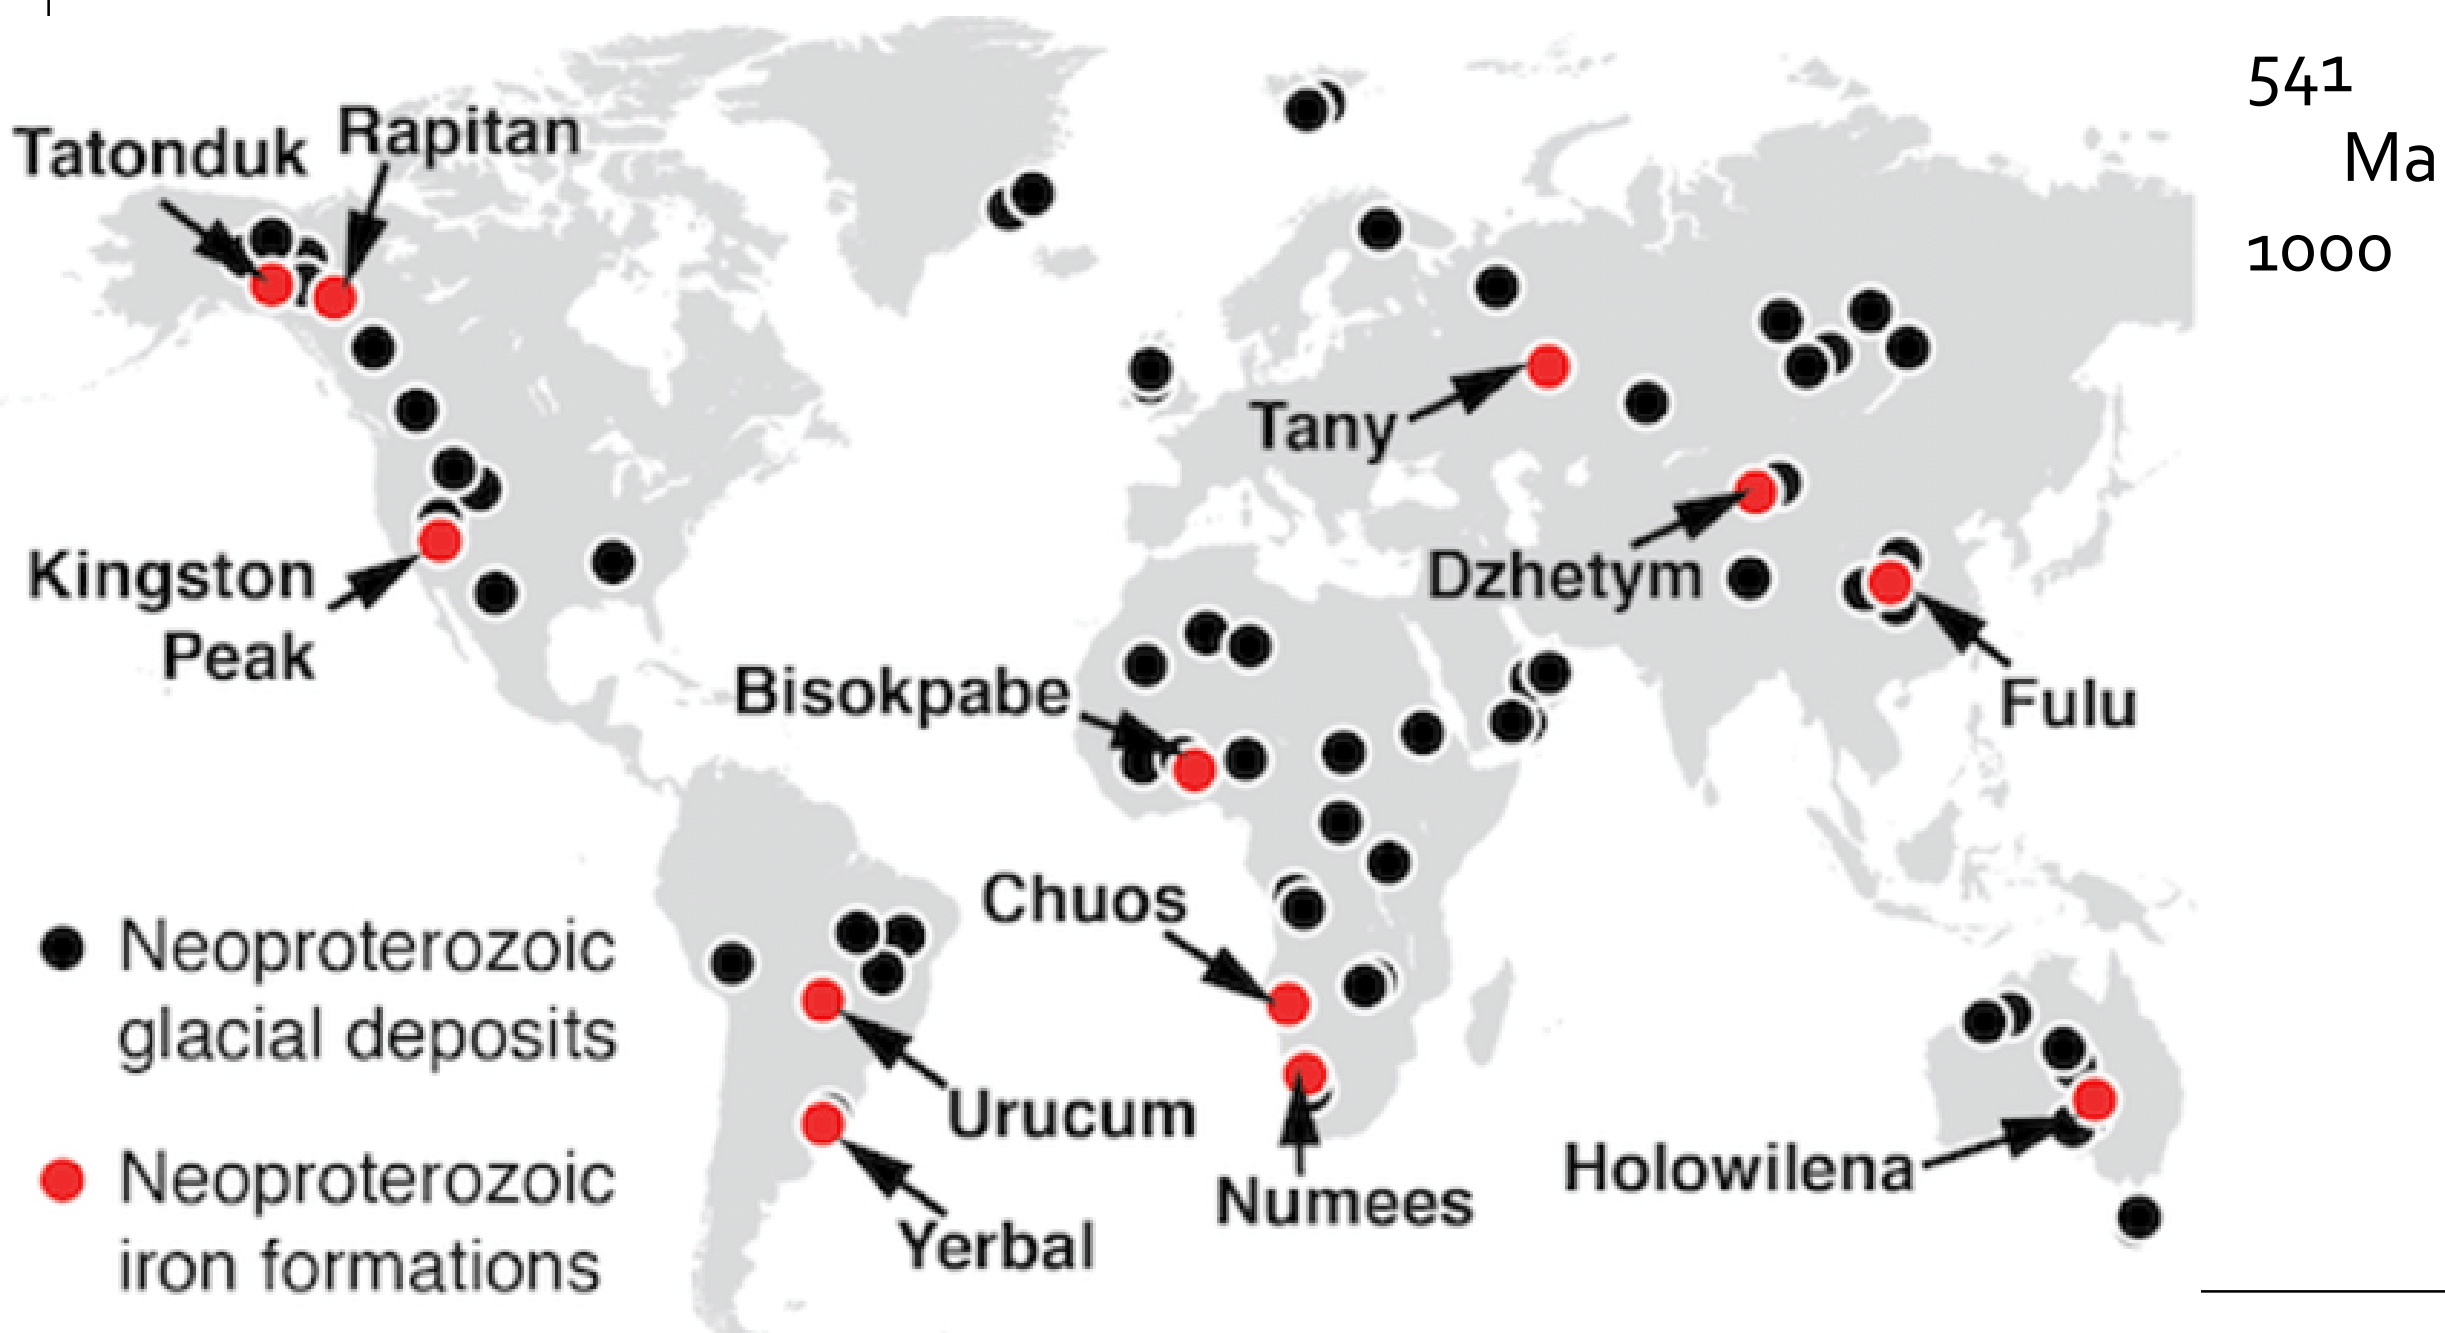 541
Ma
1000
Tatonduk
Rapitan
Kingston
Peak
Tany
Dzhetym
Fulu
Bisokpabe
Chuos
Urucum
Yerbal
Numees
Holowilena
Neoproterozoic
glacial deposits
Neoproterozoic
iron formations